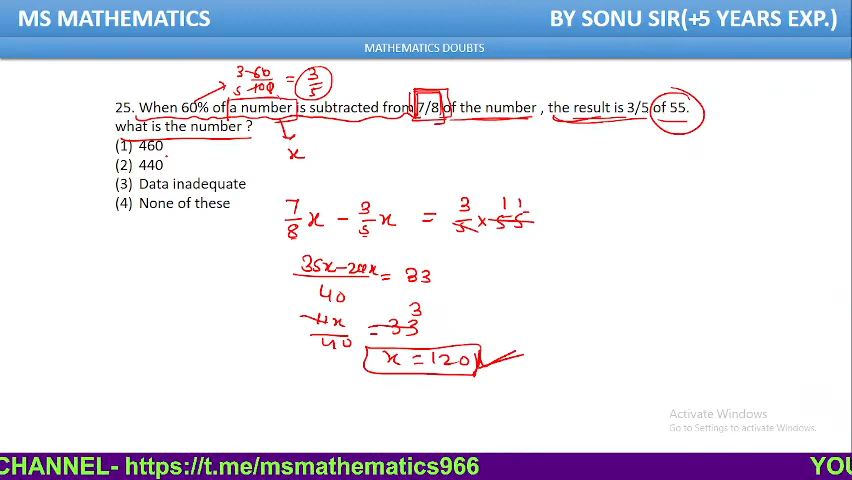 MS MATHEMATICS
BY SONU SIR(+5 YEARS EXP.)
MATHEMATICS DOUBTS
3 60/5 100 = 3/5
25. When 60% of a number is subtracted from 7/8 of the number , the result is 3/5 of 55.
what is the number ?
x
(1) 460
(2) 440
(3) Data inadequate
(4) None of these
7/8 x - 3/5 x = 3/5 x 55 11
35x-24x/40 = 33
11x/40 = 33 3
x = 120
Activate Windows
Go to Settings to activate Windows.
CHANNEL- https://t.me/msmathematics966
YOU